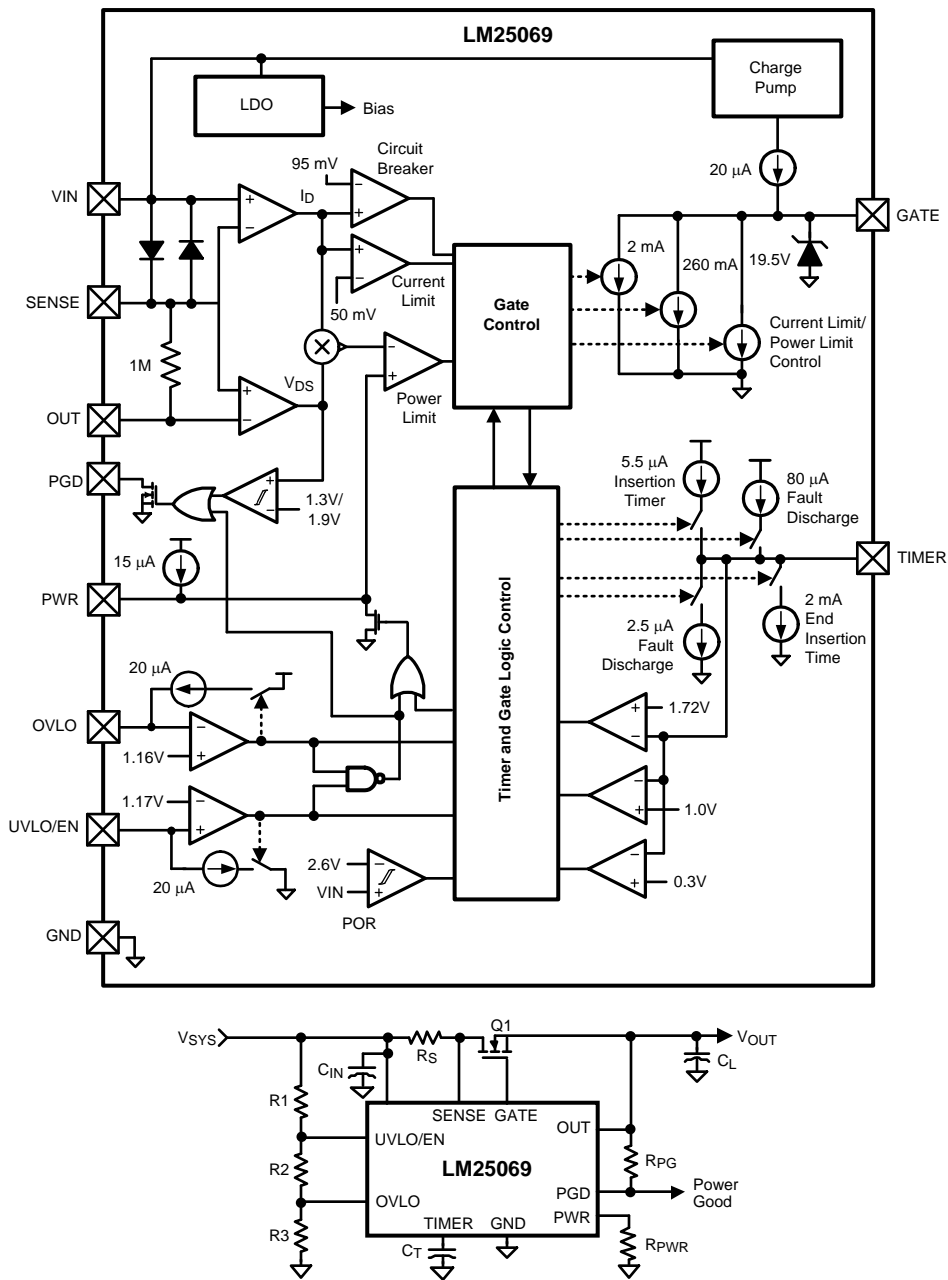 LM25069
Charge
Pump
LDO
Bias
95 mV
Circuit
Breaker
20 μA
VIN
ID
GATE
2 mA
260 mA
19.5V
SENSE
Current
Limit
50 mV
Gate
Control
Current Limit/
Power Limit
Control
1M
VDS
Power
Limit
OUT
PGD
1.3V/
1.9V
5.5 μA
Insertion
Timer
80 μA
Fault
Discharge
15 μA
TIMER
PWR
2.5 μA
Fault
Discharge
2 mA
End
Insertion
Time
Timer and Gate Logic Control
20 μA
OVLO
1.16V
1.72V
1.17V
1.0V
UVLO/EN
20 μA
2.6V
VIN
POR
0.3V
GND
VSYS
RS
Q1
VOUT
CL
CIN
R1
SENSE GATE
UVLO/EN
OUT
R2
LM25069
RPG
OVLO
PGD
Power
Good
PWR
R3
TIMER
GND
CT
RPWR